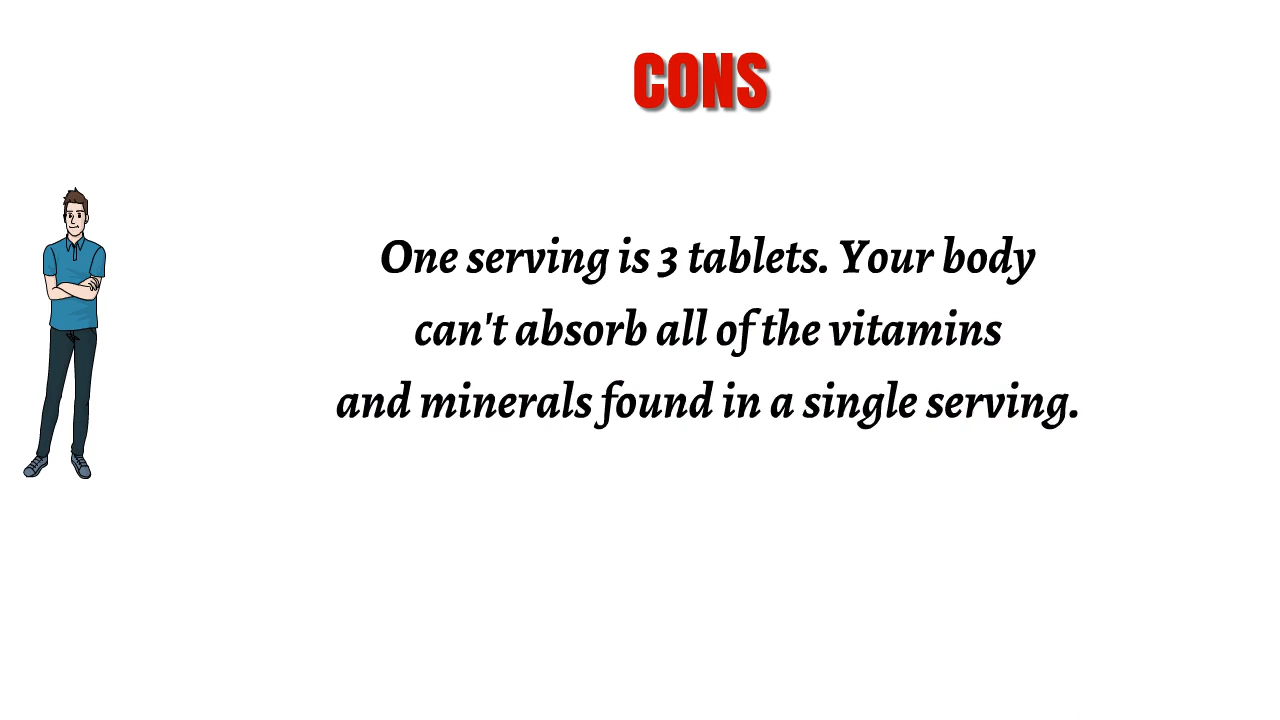 CONS
One serving is 3 tablets. Your body
can't absorb all of the vitamins
and minerals found in a single serving.